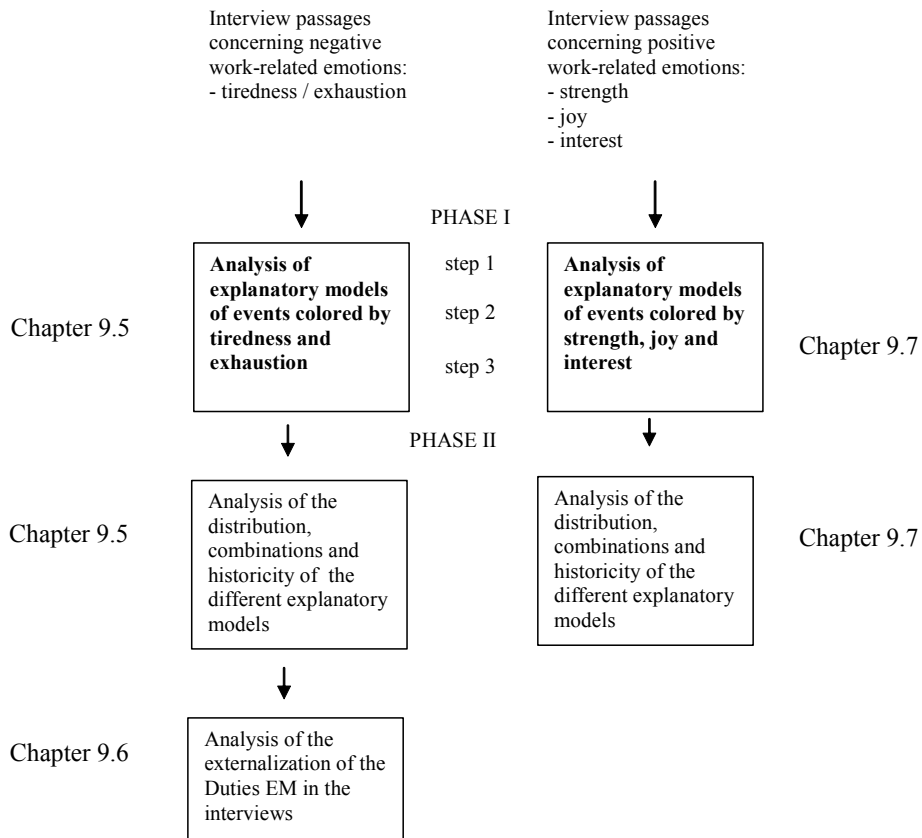 Interview passages
concerning negative
work-related emotions:
- tiredness / exhaustion
Interview passages
concerning positive
work-related emotions:
- strength
- joy
- interest
PHASE I
Chapter 9.5
Analysis of
explanatory models
of events colored by
tiredness and
exhaustion
step 1
step 2
step 3
Analysis of
explanatory models
of events colored by
strength, joy and
interest
Chapter 9.7
PHASE II
Chapter 9.5
Analysis of the
distribution,
combinations and
historicity of the
different explanatory
models
Analysis of the
distribution,
combinations and
historicity of the
different explanatory
models
Chapter 9.7
Chapter 9.6
Analysis of the
externalization of the
Duties EM in the
interviews